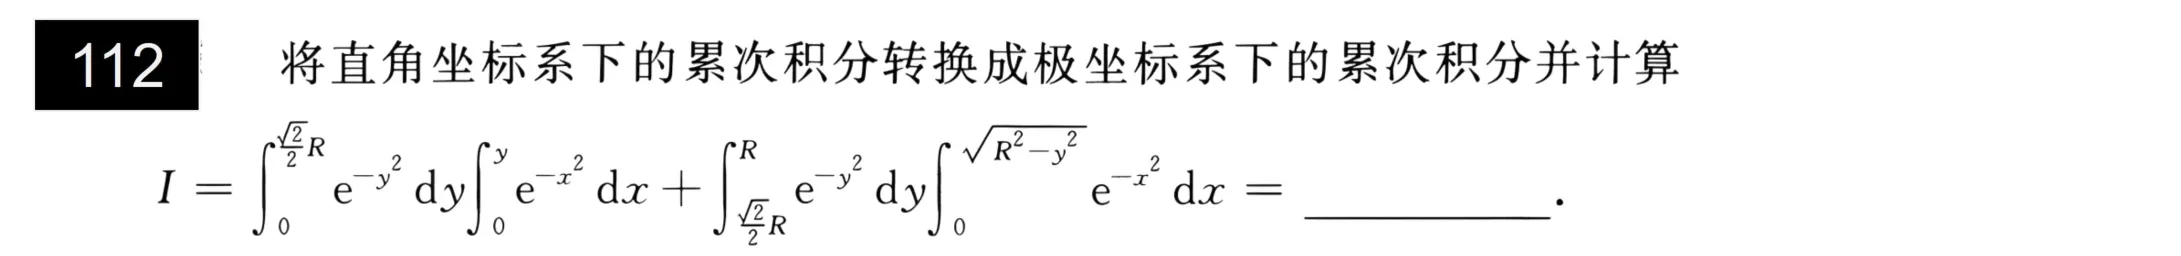 112 将直角坐标系下的累次积分转换成极坐标系下的累次积分并计算
I = ∫_0^{\frac{√2}{2}R} e^{-y^2} dy ∫_0^y e^{-x^2} dx + ∫_{\frac{√2}{2}R}^R e^{-y^2} dy ∫_0^{√{R^2-y^2}} e^{-x^2} dx = ________.